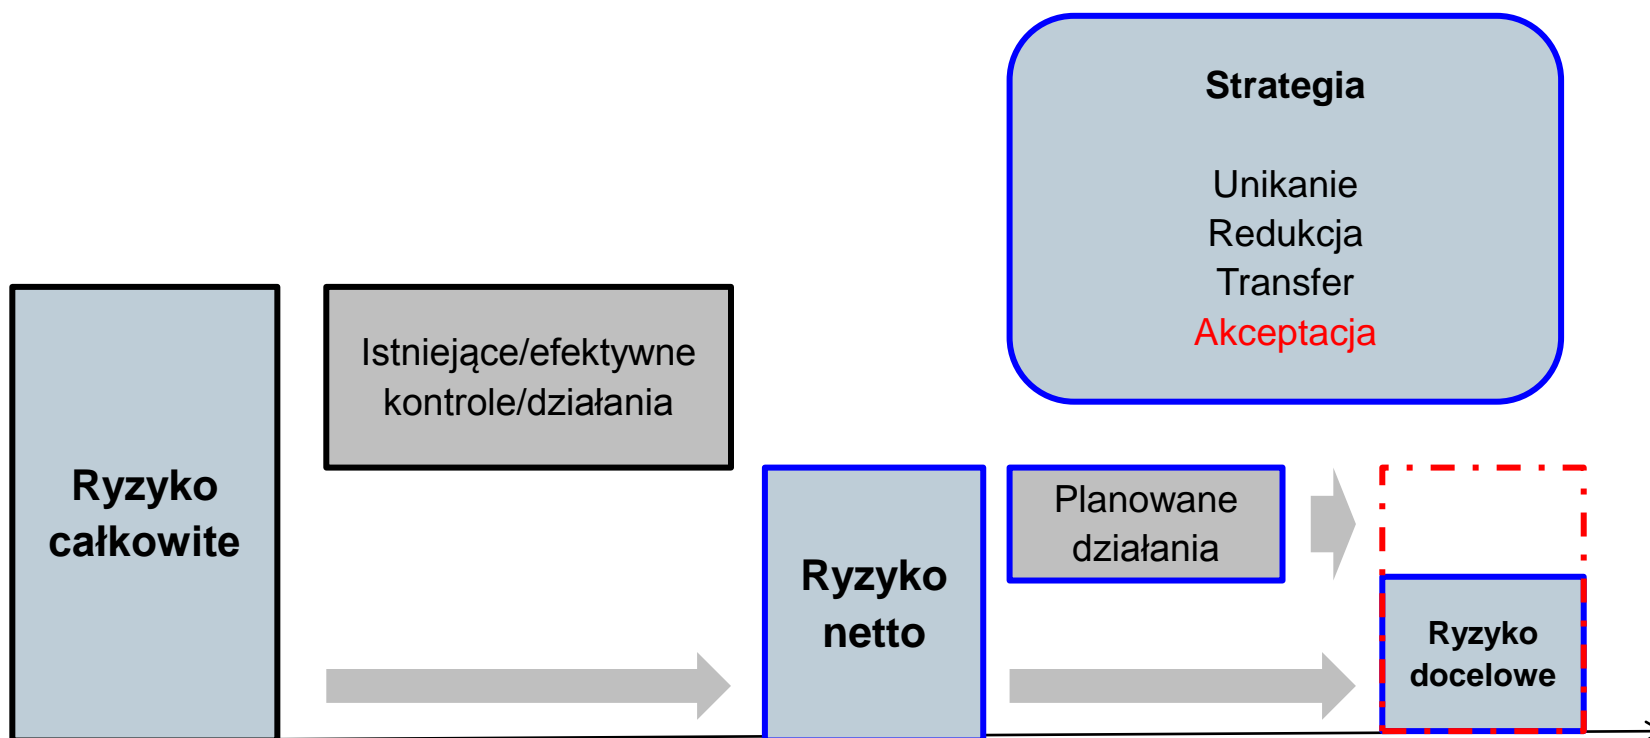 Strategia
Unikanie
Redukcja
Transfer
Akceptacja
Istniejące/efektywne
kontrole/działania
Ryzyko
całkowite
Planowane
działania
Ryzyko
netto
Ryzyko
docelowe